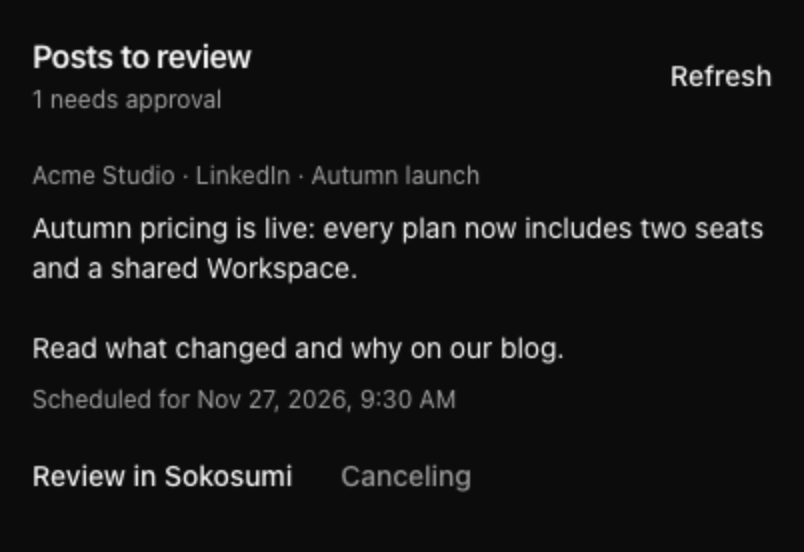 Posts to review
1 needs approval
Refresh
Acme Studio · LinkedIn · Autumn launch
Autumn pricing is live: every plan now includes two seats
and a shared Workspace.
Read what changed and why on our blog.
Scheduled for Nov 27, 2026, 9:30 AM
Review in Sokosumi
Canceling